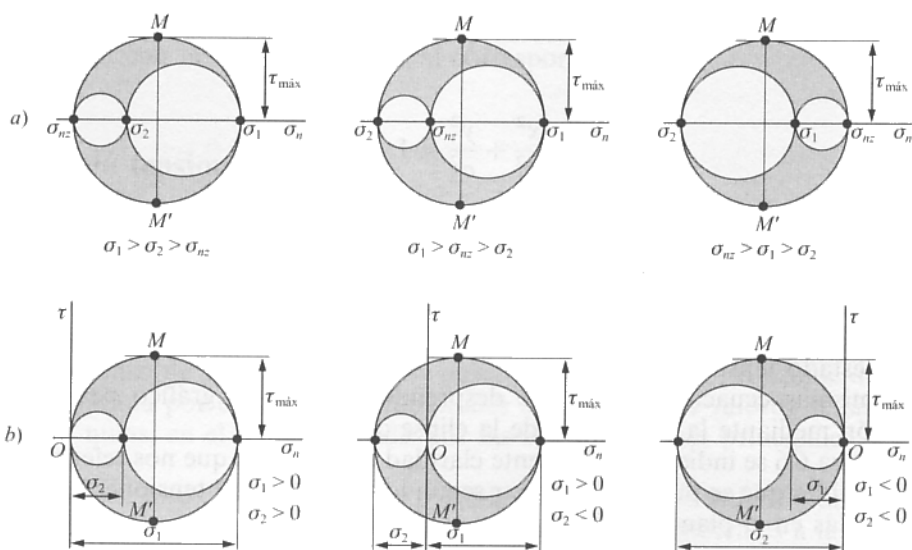 M M M
τmáx τmáx τmáx
a) σnz σ2 σ1 σn σ2 σnz σ1 σn σ2 σ1 σnz σn
M′ M′ M′
σ1 > σ2 > σnz σ1 > σnz > σ2 σnz > σ1 > σ2
τ τ τ
M M M
τmáx τmáx τmáx
b) O σn O σn O σn
σ2 σ1 > 0 σ1 > 0 σ1 σ1 < 0
M′ σ2 > 0 σ2 M′ σ1 σ2 < 0 M′ σ2 < 0
σ1 σ2